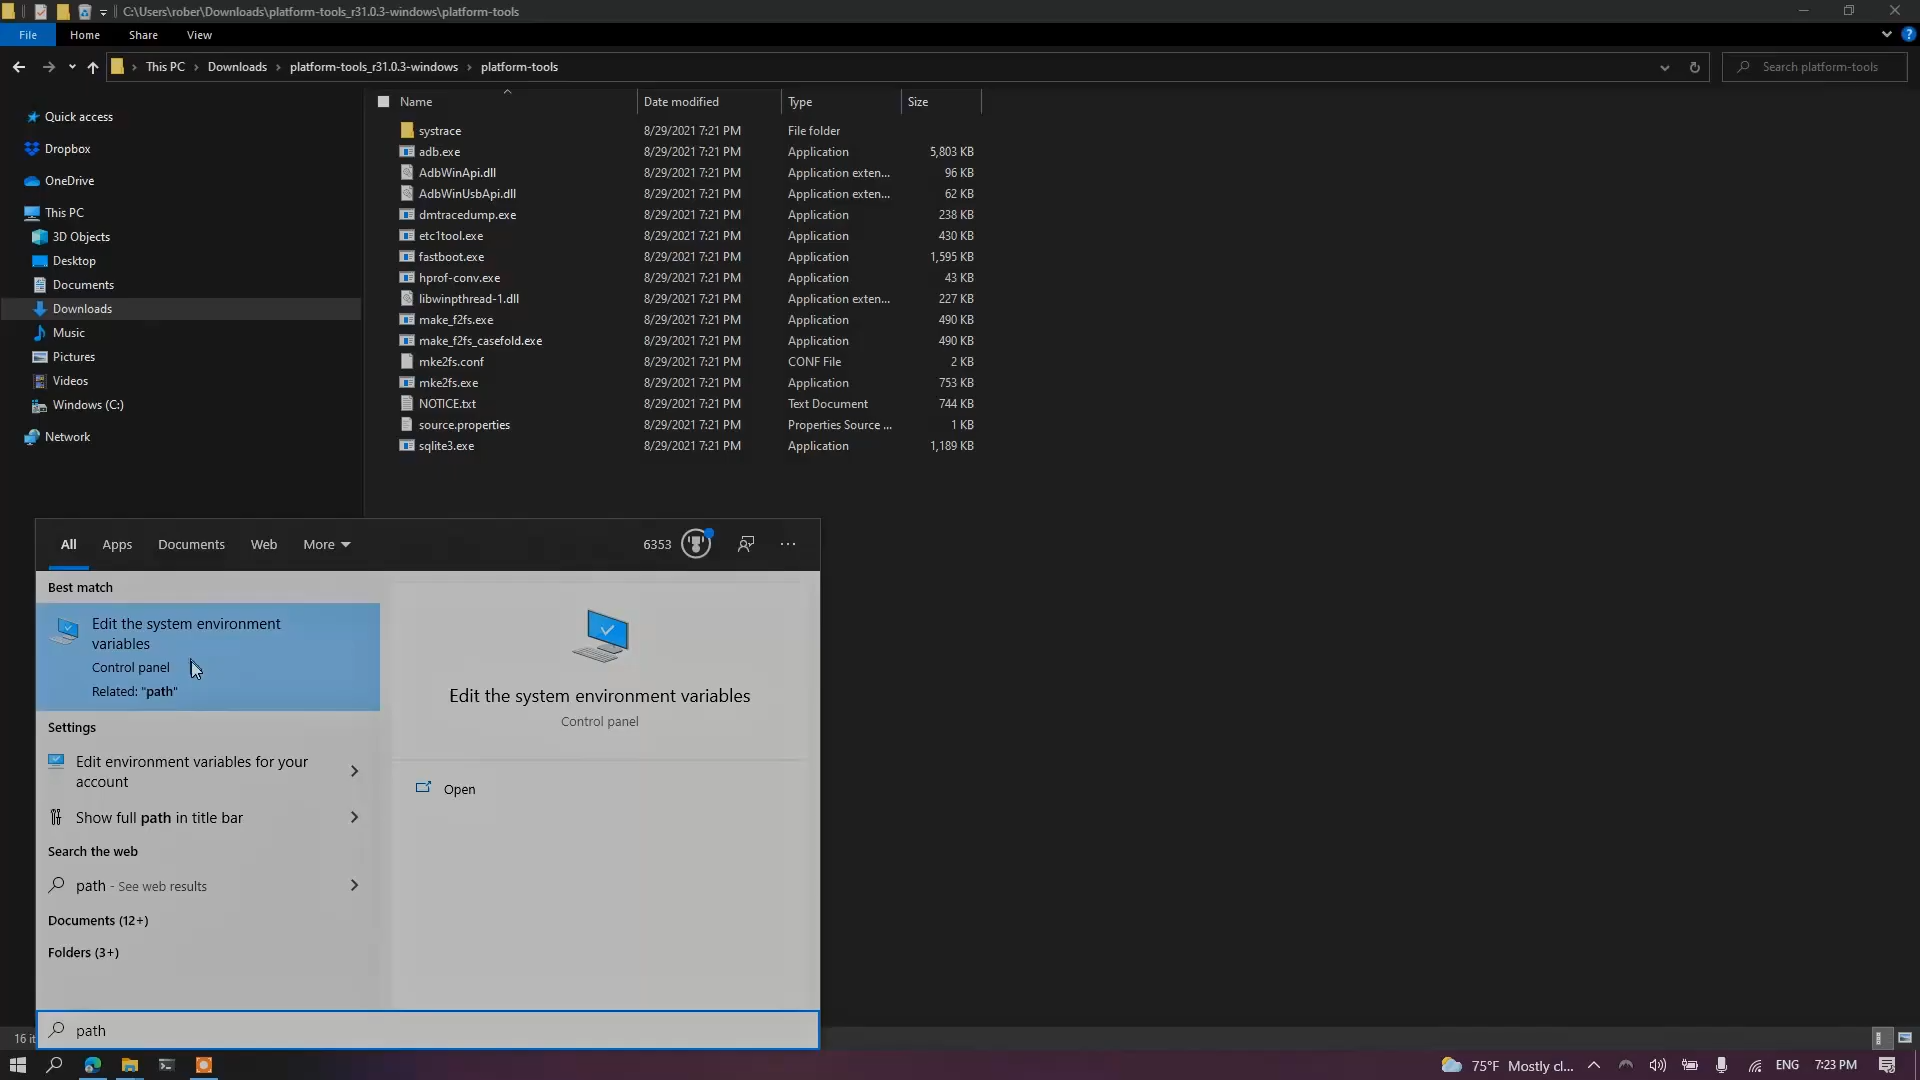 C:\Users\rober\Downloads\platform-tools_r31.0.3-windows\platform-tools
File Home Share View
This PC Downloads platform-tools_r31.0.3-windows platform-tools
Search platform-tools
Name Date modified Type Size
Quick access
Dropbox
OneDrive
This PC
3D Objects
Desktop
Documents
Downloads
Music
Pictures
Videos
Windows (C:)
Network
systrace 8/29/2021 7:21 PM File folder
adb.exe 8/29/2021 7:21 PM Application 5,803 KB
AdbWinApi.dll 8/29/2021 7:21 PM Application exten... 96 KB
AdbWinUsbApi.dll 8/29/2021 7:21 PM Application exten... 62 KB
dmtracedump.exe 8/29/2021 7:21 PM Application 238 KB
etc1tool.exe 8/29/2021 7:21 PM Application 430 KB
fastboot.exe 8/29/2021 7:21 PM Application 1,595 KB
hprof-conv.exe 8/29/2021 7:21 PM Application 43 KB
libwinpthread-1.dll 8/29/2021 7:21 PM Application exten... 227 KB
make_f2fs.exe 8/29/2021 7:21 PM Application 490 KB
make_f2fs_casefold.exe 8/29/2021 7:21 PM Application 490 KB
mke2fs.conf 8/29/2021 7:21 PM CONF File 2 KB
mke2fs.exe 8/29/2021 7:21 PM Application 753 KB
NOTICE.txt 8/29/2021 7:21 PM Text Document 744 KB
source.properties 8/29/2021 7:21 PM Properties Source ... 1 KB
sqlite3.exe 8/29/2021 7:21 PM Application 1,189 KB
All Apps Documents Web More 6353
Best match
Edit the system environment
variables
Control panel
Related: "path"
Settings
Edit environment variables for your
account
Show full path in title bar
Search the web
path - See web results
Documents (12+)
Folders (3+)
Edit the system environment variables
Control panel
Open
path
16 it
75°F Mostly cl... ENG 7:23 PM